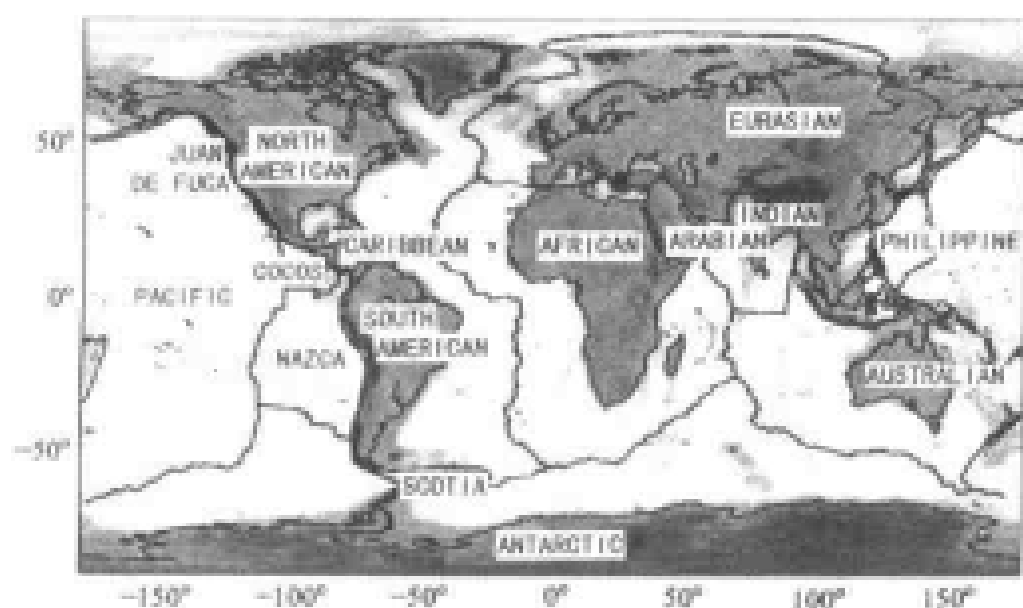 50°
0°
−50°
JUAN
DE FUCA
NORTH
AMERICAN
EURASIAN
CARIBBEAN
AFRICAN
ARABIAN
INDIAN
PHILIPPINE
COCOS
PACIFIC
NAZCA
SOUTH
AMERICAN
AUSTRALIAN
SCOTIA
ANTARCTIC
−150°
−100°
−50°
0°
50°
100°
150°